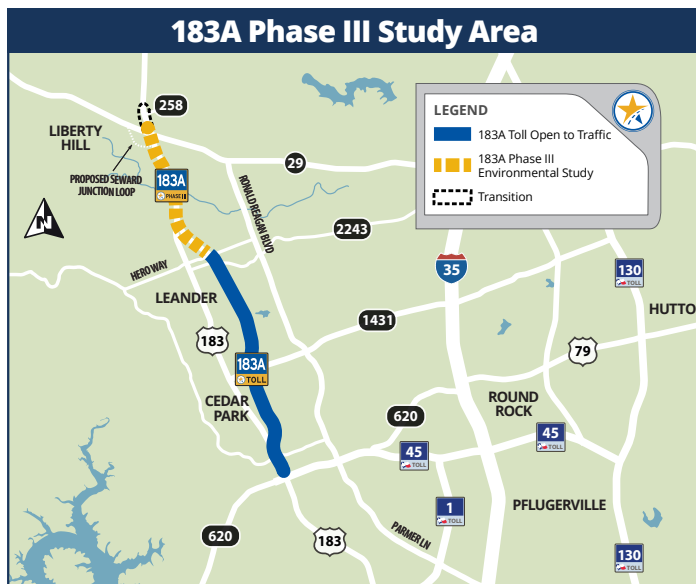 183A Phase III Study Area
258
LIBERTY
HILL
PROPOSED SEWARD
JUNCTION LOOP
183A
PHASE III
29
RONALD REAGAN BLVD
2243
HERO WAY
LEANDER
183
1431
183A
TOLL
CEDAR
PARK
620
45
TOLL
1
TOLL
620
183
PARMER LN
35
130
TOLL
HUTTO
79
ROUND
ROCK
45
TOLL
PFLUGERVILLE
130
TOLL
N
LEGEND
183A Toll Open to Traffic
183A Phase III
Environmental Study
Transition